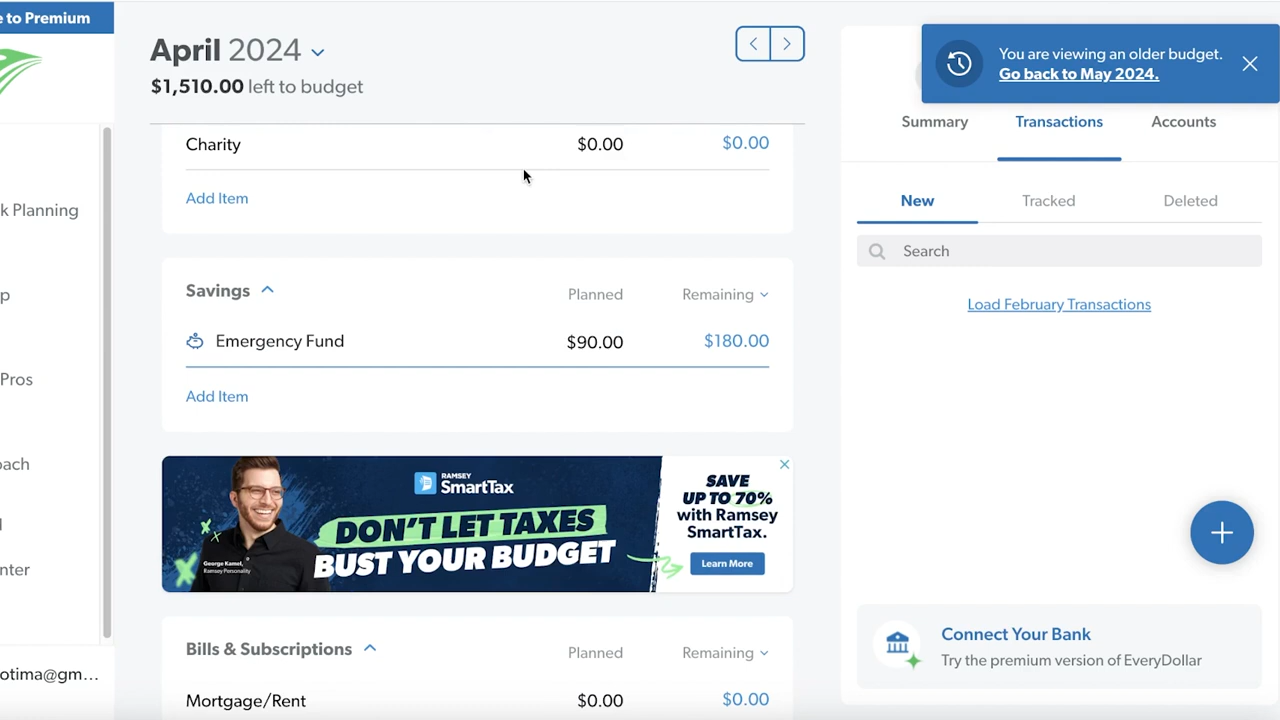 e to Premium
k Planning
p
Pros
oach
nter
otima@gm...
April 2024
$1,510.00 left to budget
Charity $0.00 $0.00
Add Item
Savings Planned Remaining
Emergency Fund $90.00 $180.00
Add Item
RAMSEY
SmartTax
DON'T LET TAXES
BUST YOUR BUDGET
George Kamel,
Ramsey Personality
SAVE
UP TO 70%
with Ramsey
SmartTax.
Learn More
Bills & Subscriptions Planned Remaining
Mortgage/Rent $0.00 $0.00
You are viewing an older budget.
Go back to May 2024.
Summary Transactions Accounts
New Tracked Deleted
Search
Load February Transactions
Connect Your Bank
Try the premium version of EveryDollar